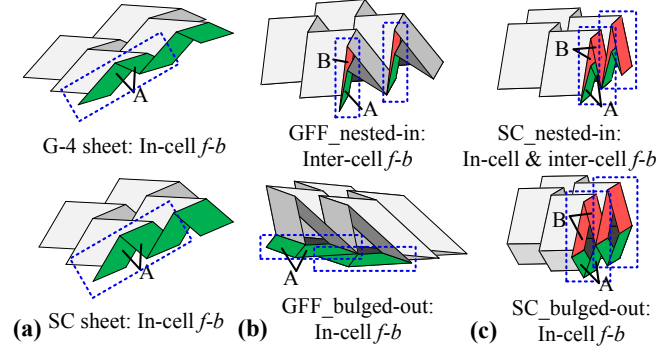 A
G-4 sheet: In-cell f-b
A
(a) SC sheet: In-cell f-b
B
A
GFF_nested-in:
Inter-cell f-b
A
(b) GFF_bulged-out:
In-cell f-b
B
A
SC_nested-in:
In-cell & inter-cell f-b
B
A
(c) SC_bulged-out:
In-cell f-b